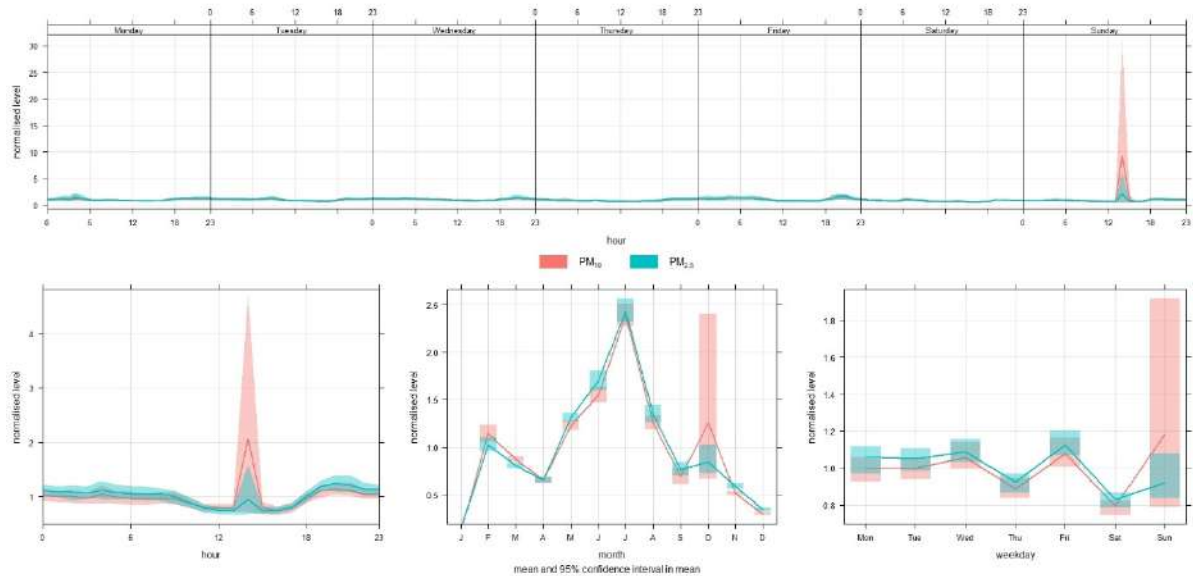 0 6 12 18 23 0 6 12 18 23 0 6 12 18 23
Monday Tuesday Wednesday Thursday Friday Saturday Sunday
30
25
20
15
10
5
0
normalised level
0 6 12 18 23 0 6 12 18 23 0 6 12 18 23 0 6 12 18 23
hour
PM10 PM2.5
4
3
2
1
normalised level
0 6 12 18 23
hour
2.5
2.0
1.5
1.0
0.5
normalised level
J F M A M J J A S O N D
month
mean and 95% confidence interval in mean
1.8
1.6
1.4
1.2
1.0
0.8
normalised level
Mon Tue Wed Thu Fri Sat Sun
weekday